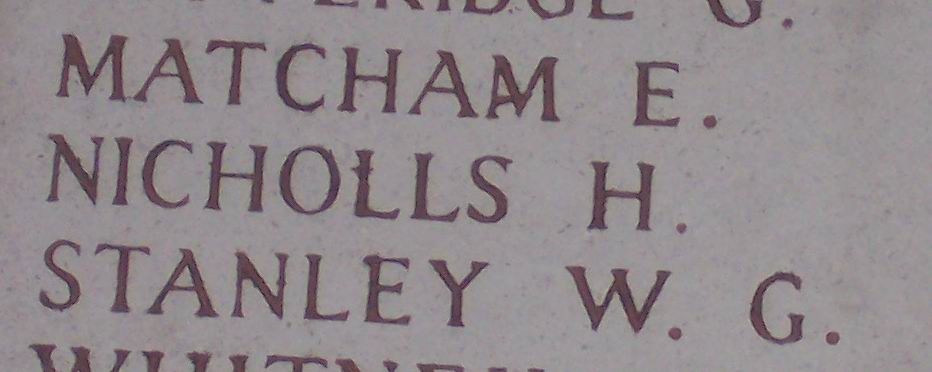 G.
MATCHAM E.
NICHOLLS H.
STANLEY W. G.